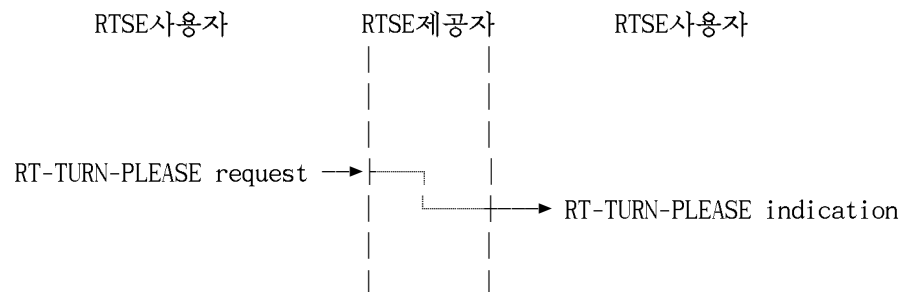 RTSE사용자 RTSE제공자 RTSE사용자
RT-TURN-PLEASE request
RT-TURN-PLEASE indication